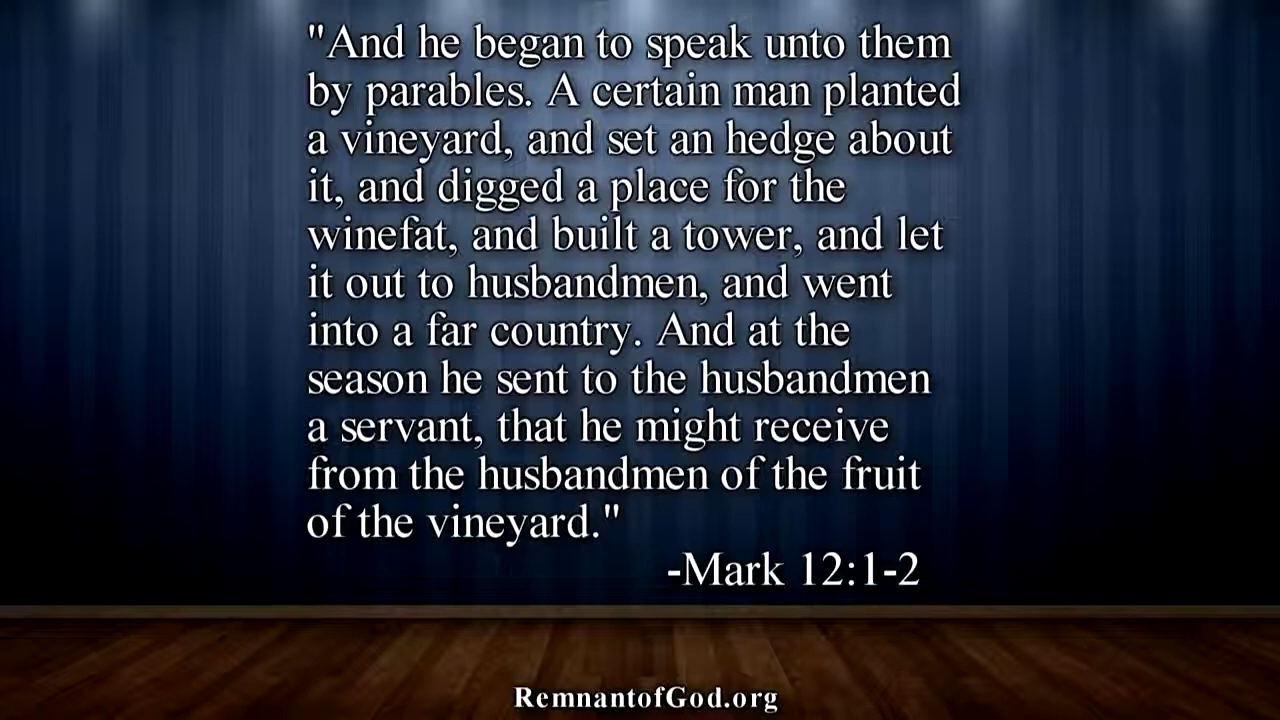 "And he began to speak unto them
by parables. A certain man planted
a vineyard, and set an hedge about
it, and digged a place for the
winefat, and built a tower, and let
it out to husbandmen, and went
into a far country. And at the
season he sent to the husbandmen
a servant, that he might receive
from the husbandmen of the fruit
of the vineyard."
-Mark 12:1-2
RemnantofGod.org